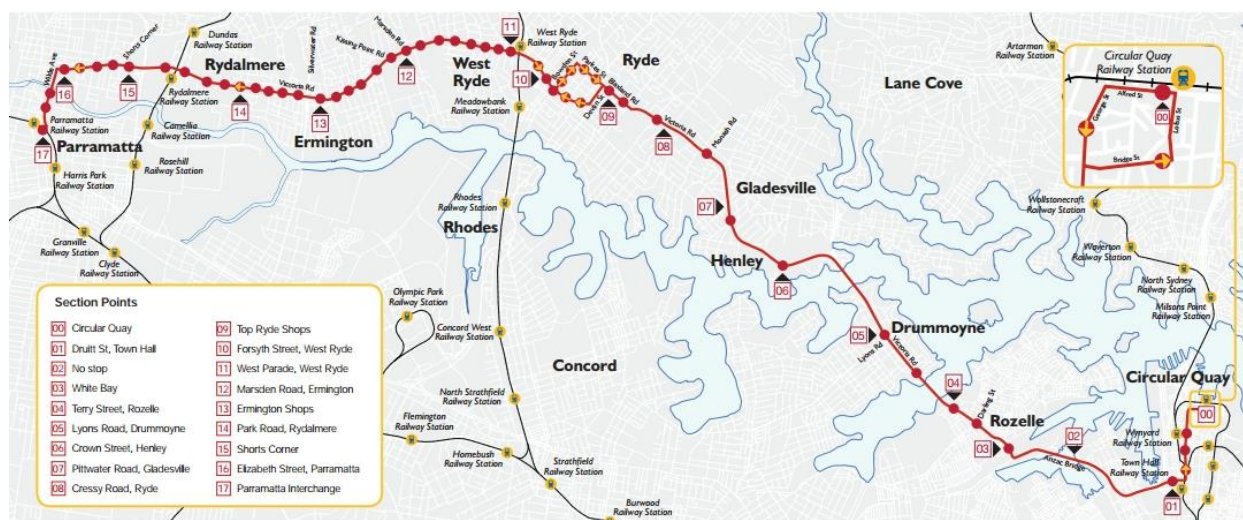 11
West Ryde
Railway Station
Dundas
Railway Station
Shorts Corner
Marsden Rd
Kissing Point Rd
Silverwater Rd
Wilde Ave
Rydalmere
12
West
Ryde
10
Bowden St
Parkes St
Blaxland Rd
Devlin St
Ryde
Lane Cove
Artarmon
Railway Station
Circular Quay
Railway Station
Alfred St
00
George St
Loftus St
Bridge St
16
15
Rydalmere
Railway Station
14
Victoria Rd
13
Ermington
Meadowbank
Railway Station
09
08
Victoria Rd
Monash Rd
Parramatta
Railway Station
17
Parramatta
Camellia
Railway Station
Harris Park
Railway Station
Rosehill
Railway Station
Gladesville
07
Rhodes
Railway Station
Rhodes
Wollstonecraft
Railway Station
Granville
Railway Station
Clyde
Railway Station
Henley
06
Waverton
Railway Station
North Sydney
Railway Station
Milsons Point
Railway Station
Olympic Park
Railway Station
Concord West
Railway Station
Concord
Drummoyne
05
Lyons Rd
Victoria Rd
04
Darling St
Rozelle
03
02
Anzac Bridge
Circular Quay
00
Wynyard
Railway Station
Town Hall
Railway Station
01
North Strathfield
Railway Station
Flemington
Railway Station
Homebush
Railway Station
Strathfield
Railway Station
Burwood
Railway Station
Section Points
00 Circular Quay
01 Druitt St, Town Hall
02 No stop
03 White Bay
04 Terry Street, Rozelle
05 Lyons Road, Drummoyne
06 Crown Street, Henley
07 Pittwater Road, Gladesville
08 Cressy Road, Ryde
09 Top Ryde Shops
10 Forsyth Street, West Ryde
11 West Parade, West Ryde
12 Marsden Road, Ermington
13 Ermington Shops
14 Park Road, Rydalmere
15 Shorts Corner
16 Elizabeth Street, Parramatta
17 Parramatta Interchange